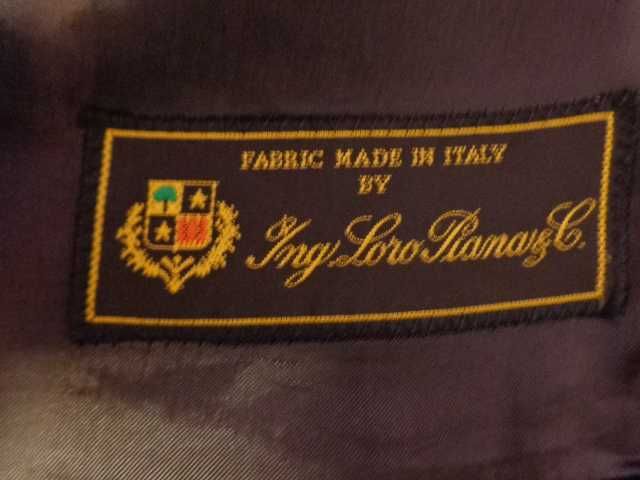 FABRIC MADE IN ITALY
BY
Ing. Loro Piana & C.